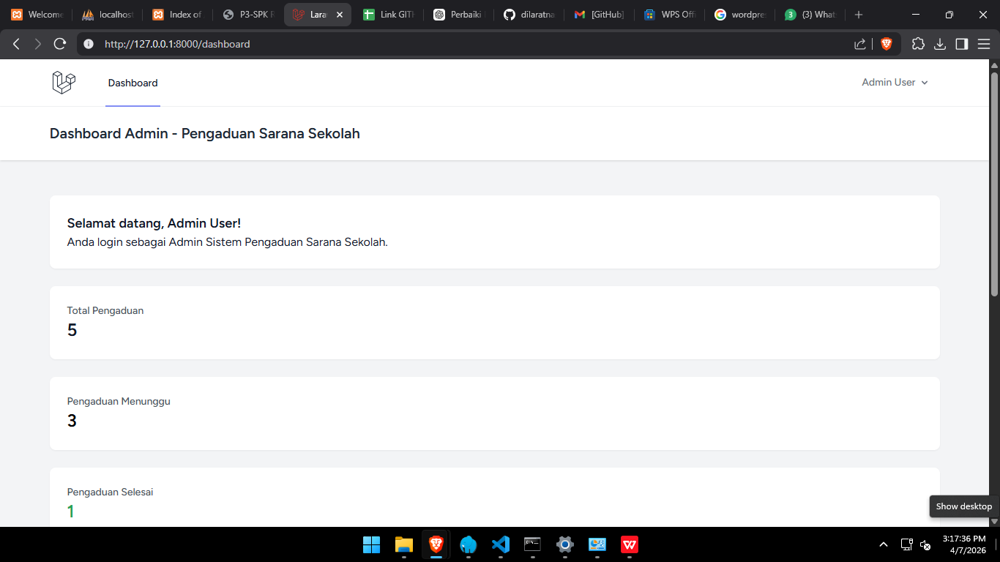 Welcome
localhost
Index of
P3-SPK R
Lara
Link GITH
Perbaiki
dilaratna
[GitHub]
WPS Offi
wordpre
3
(3) What
http://127.0.0.1:8000/dashboard
Dashboard
Admin User
Dashboard Admin - Pengaduan Sarana Sekolah
Selamat datang, Admin User!
Anda login sebagai Admin Sistem Pengaduan Sarana Sekolah.
Total Pengaduan
5
Pengaduan Menunggu
3
Pengaduan Selesai
1
Show desktop
3:17:36 PM
4/7/2026